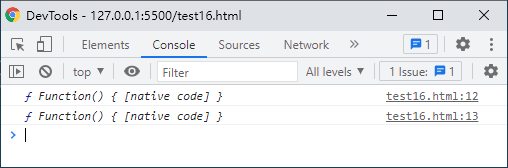 DevTools - 127.0.0.1:5500/test16.html
Elements Console Sources » 1
top ▾ Filter All levels ▾ 1 Issue: 1
ƒ Function() { [native code] } test16.html:12
ƒ Function() { [native code] } test16.html:13
>